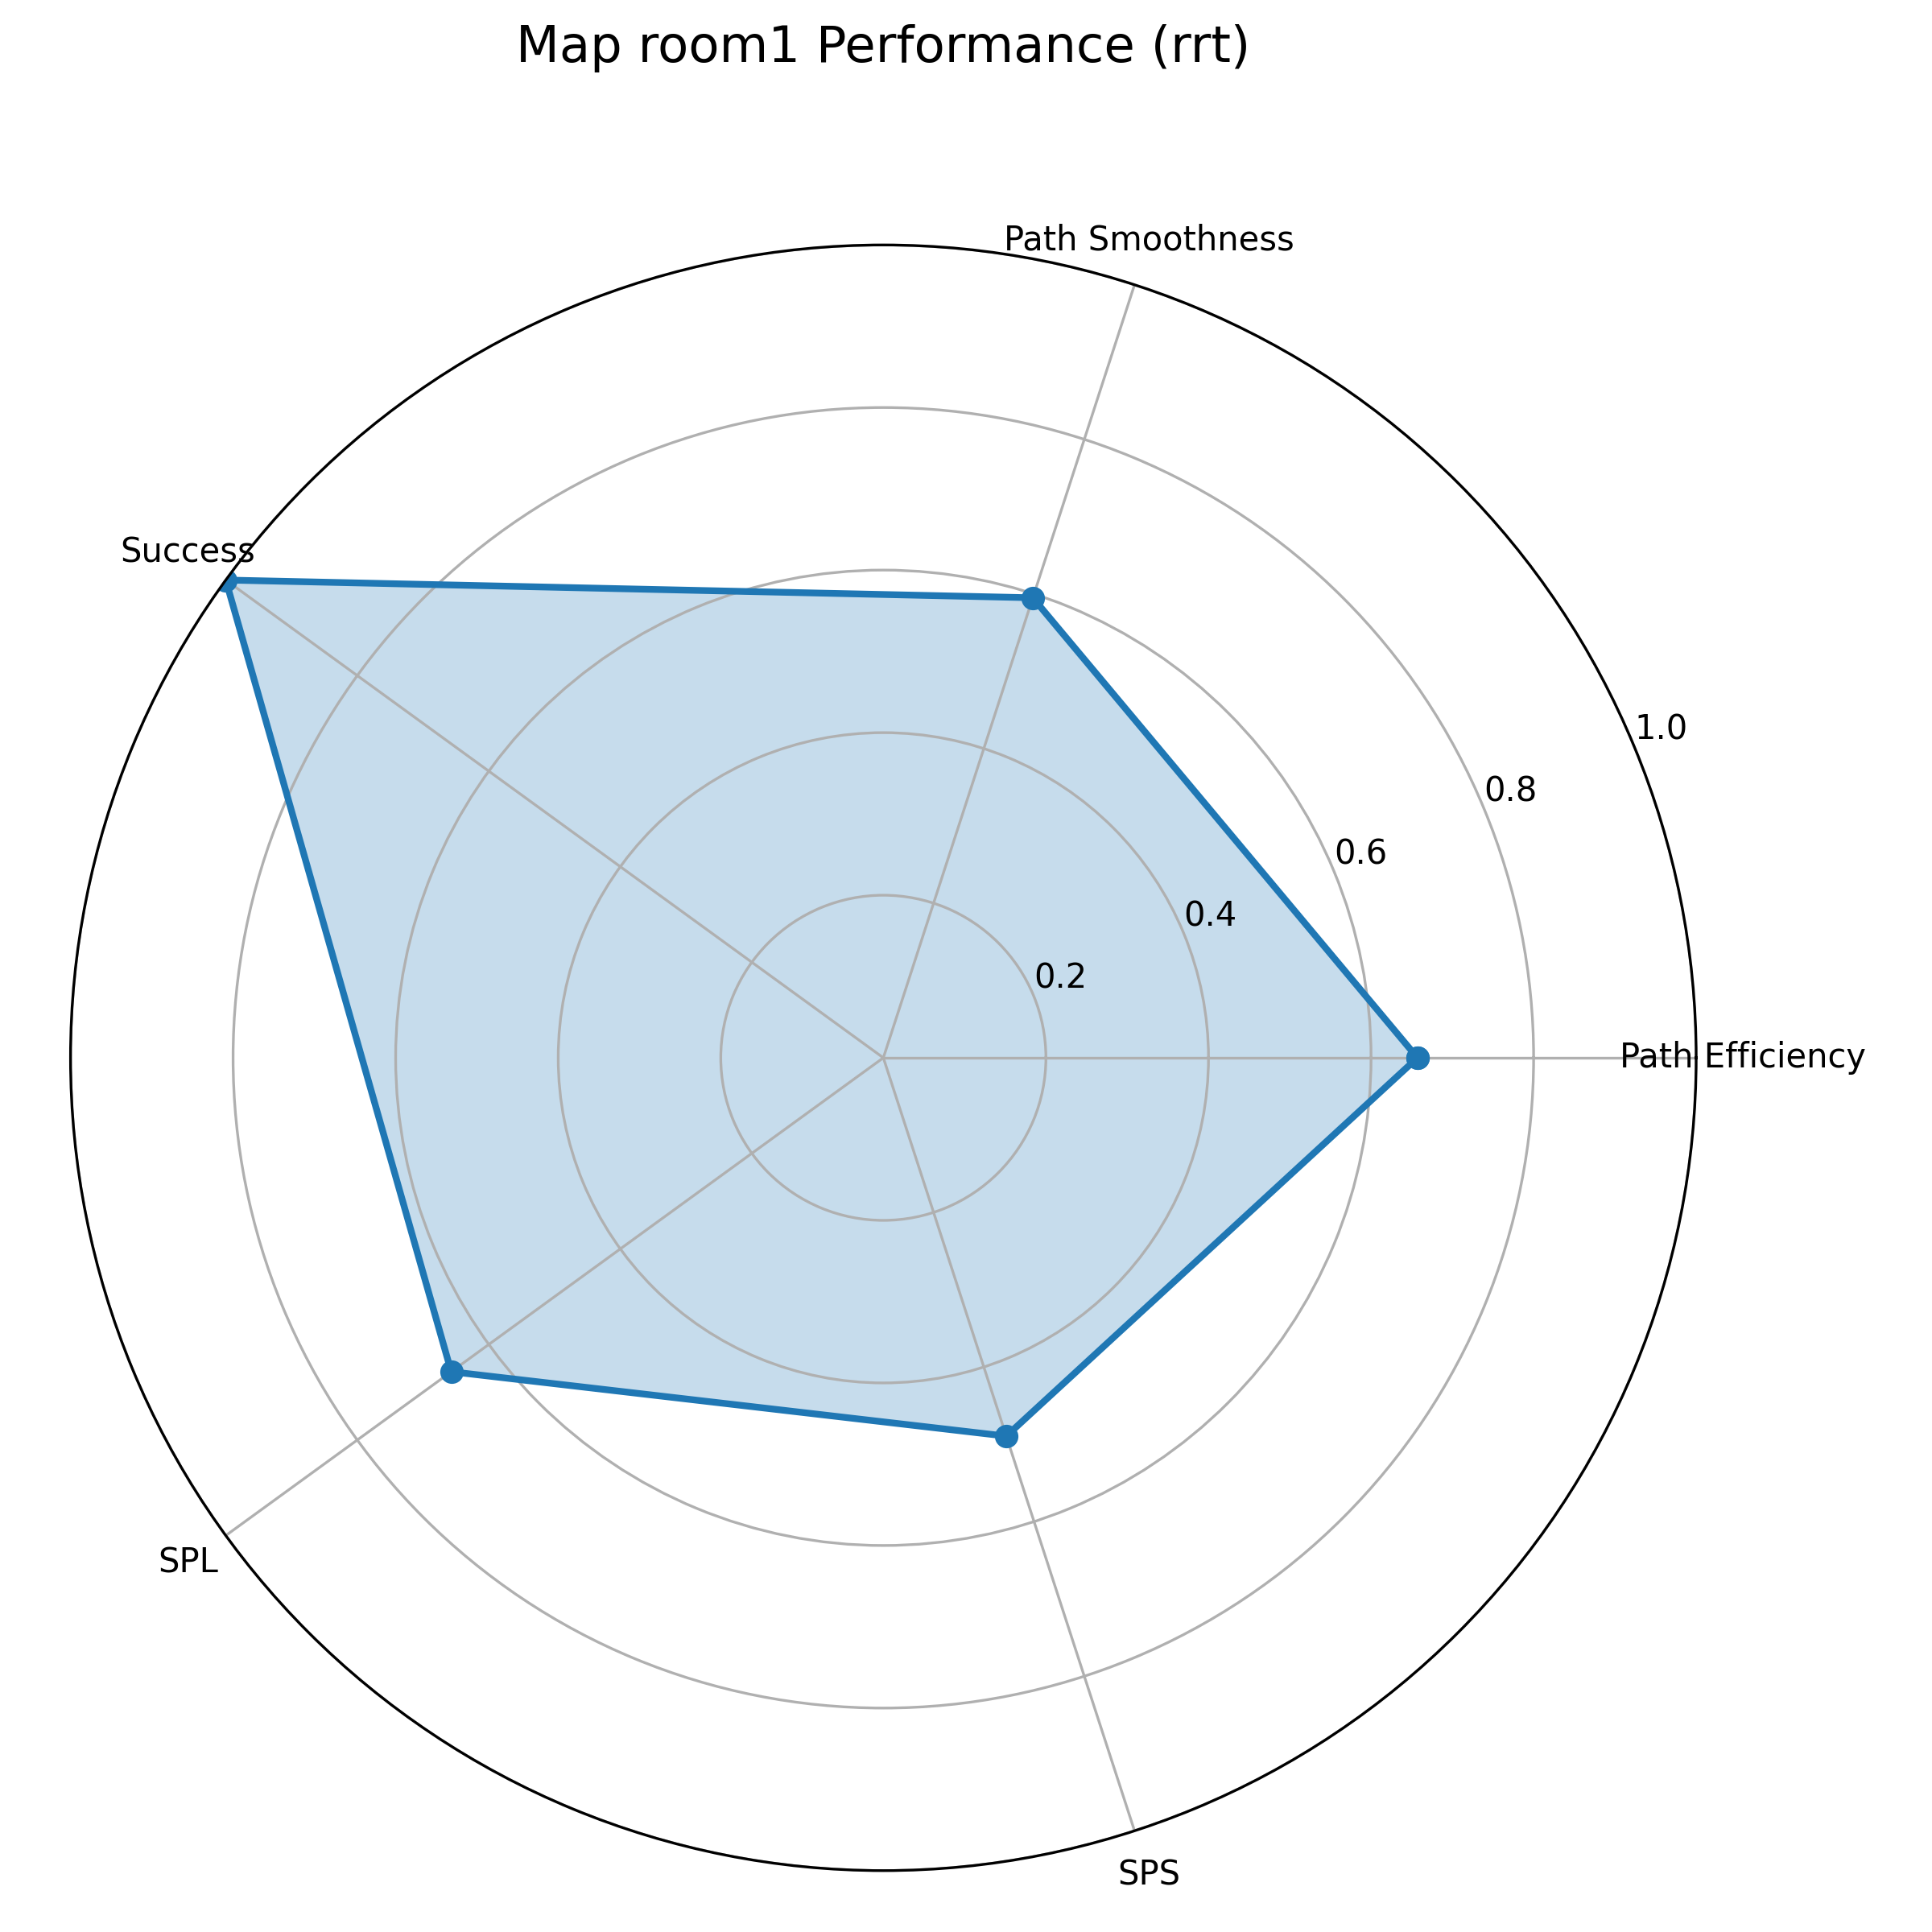 Map room1 Performance (rrt)
Path Smoothness
Success
1.0
0.8
0.6
0.4
0.2
Path Efficiency
SPL
SPS